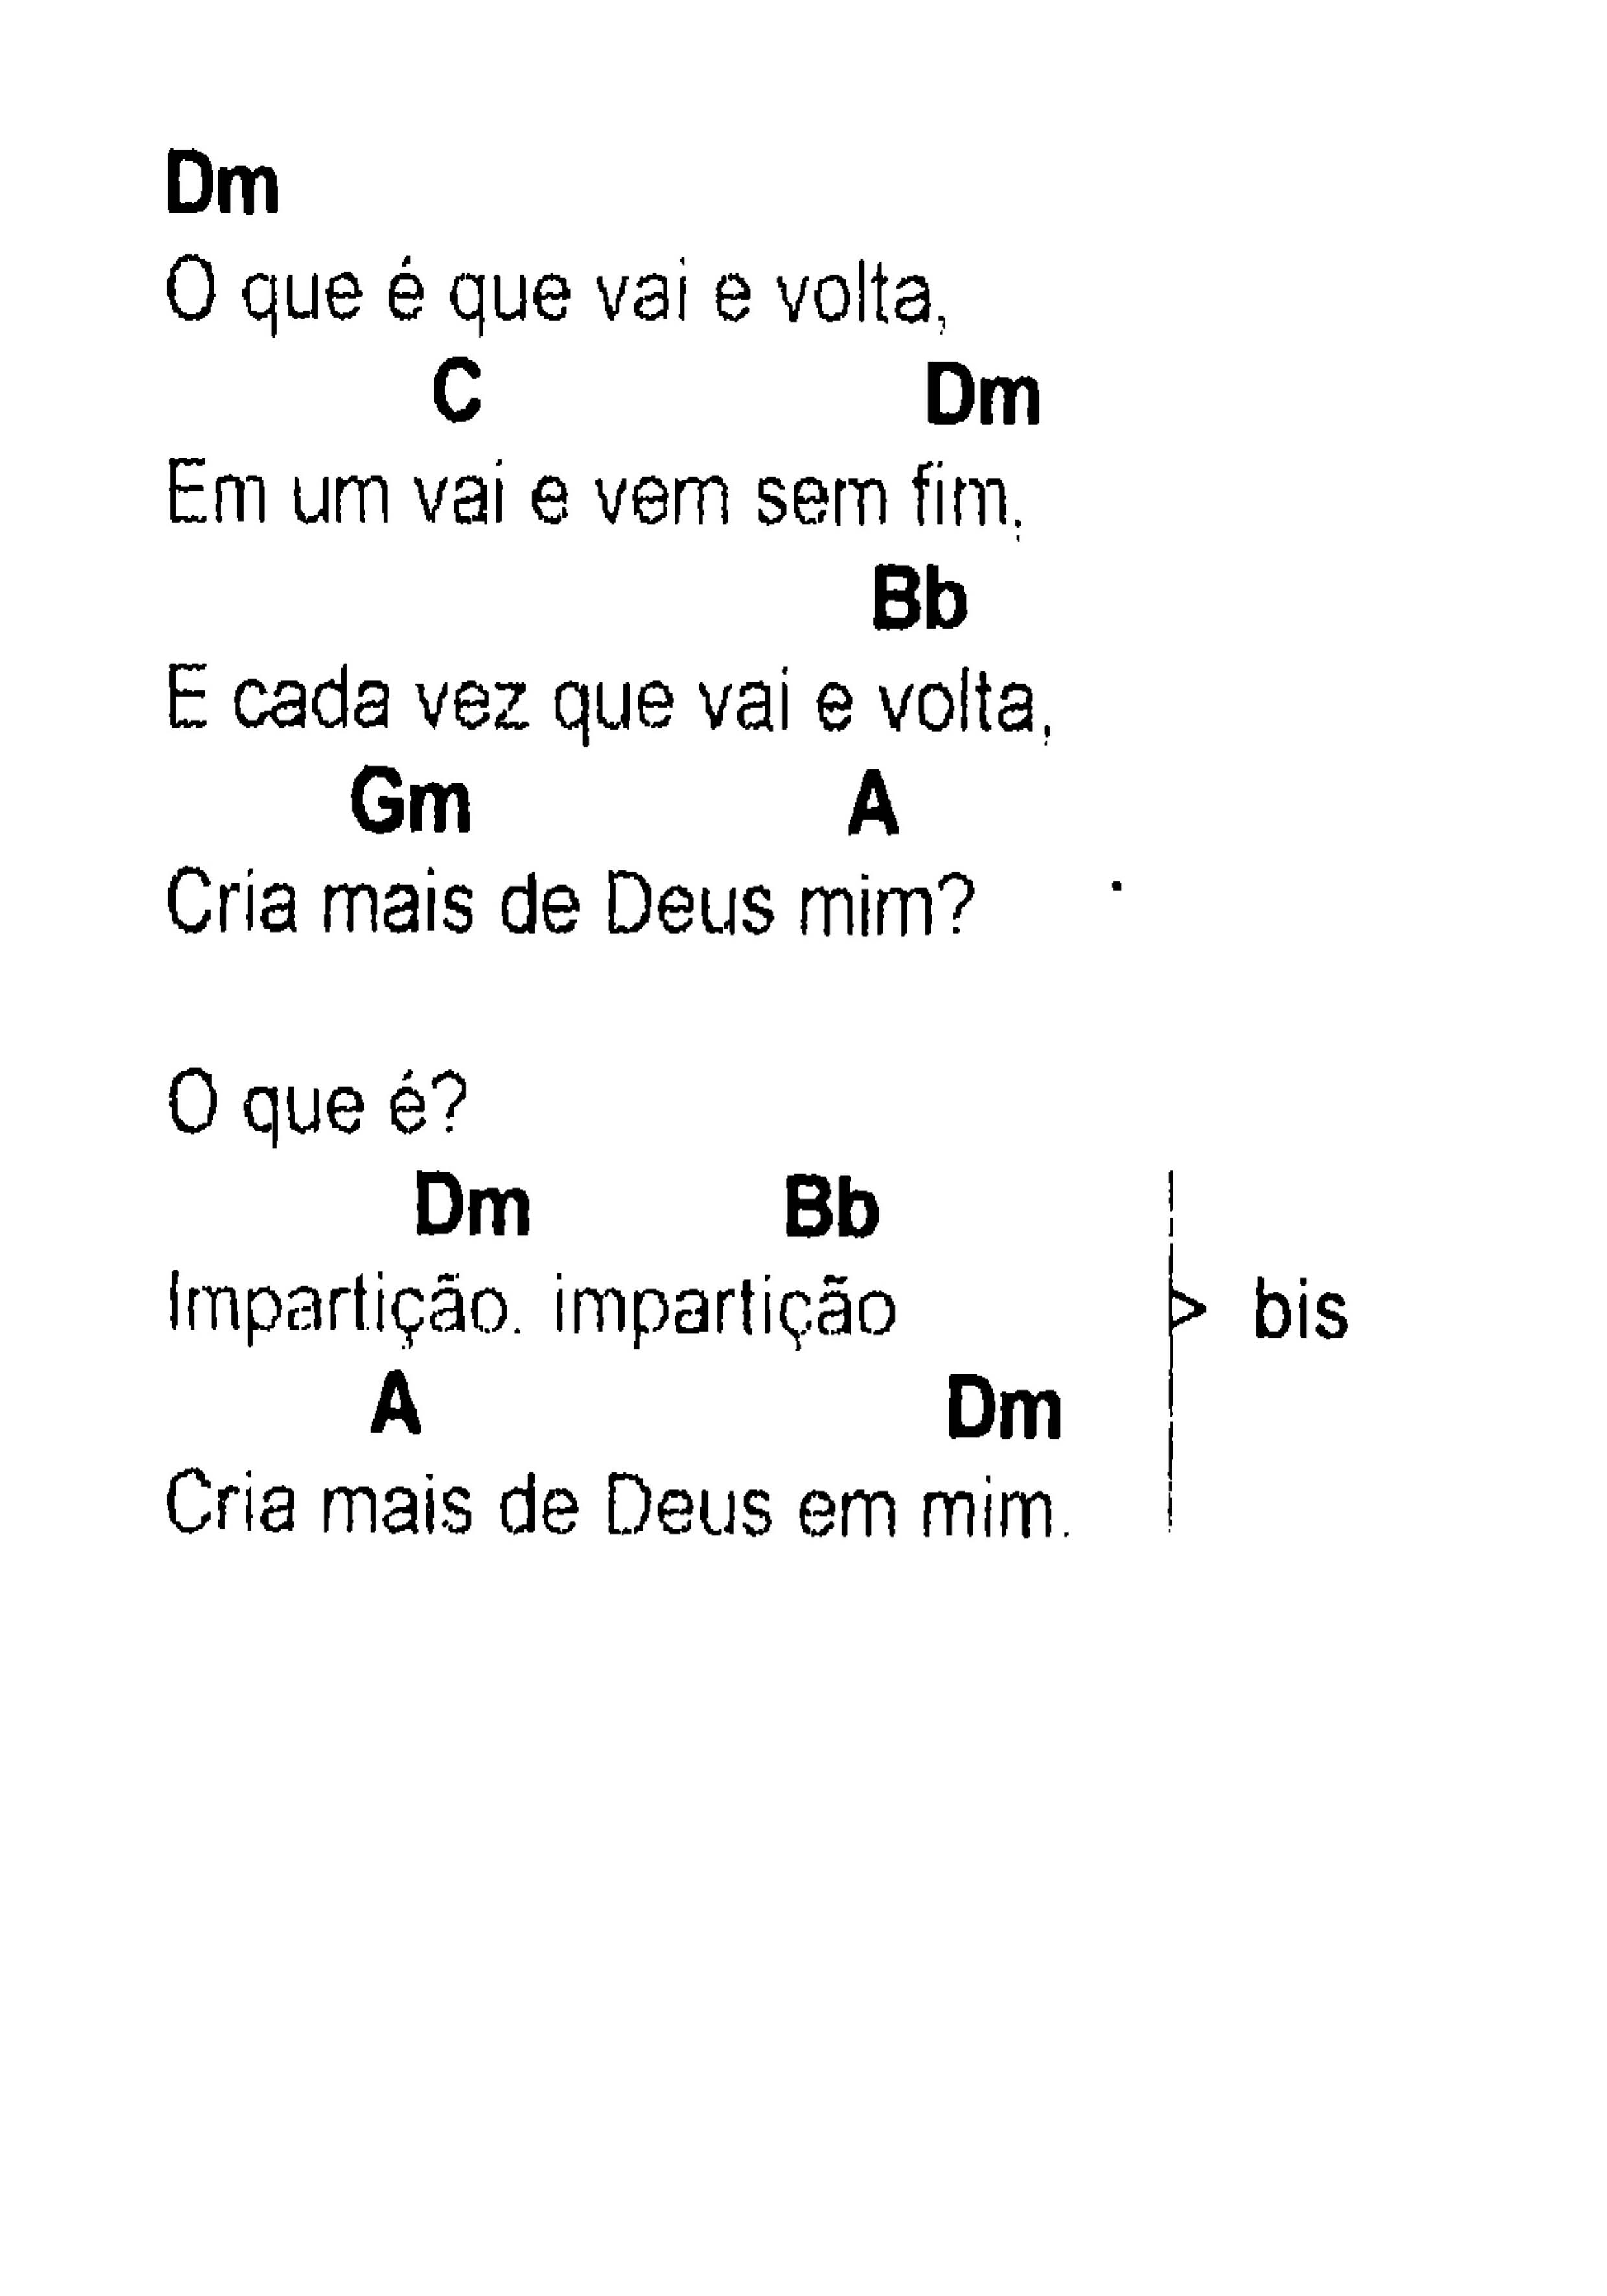 Dm
O que é que vai e volta,
C Dm
Em um vai e vem sem fim,
Bb
E cada vez que vai e volta,
Gm A
Cria mais de Deus mim?
O que é?
Dm Bb
Impartição. impartição
> bis
A Dm
Cria mais de Deus em mim.